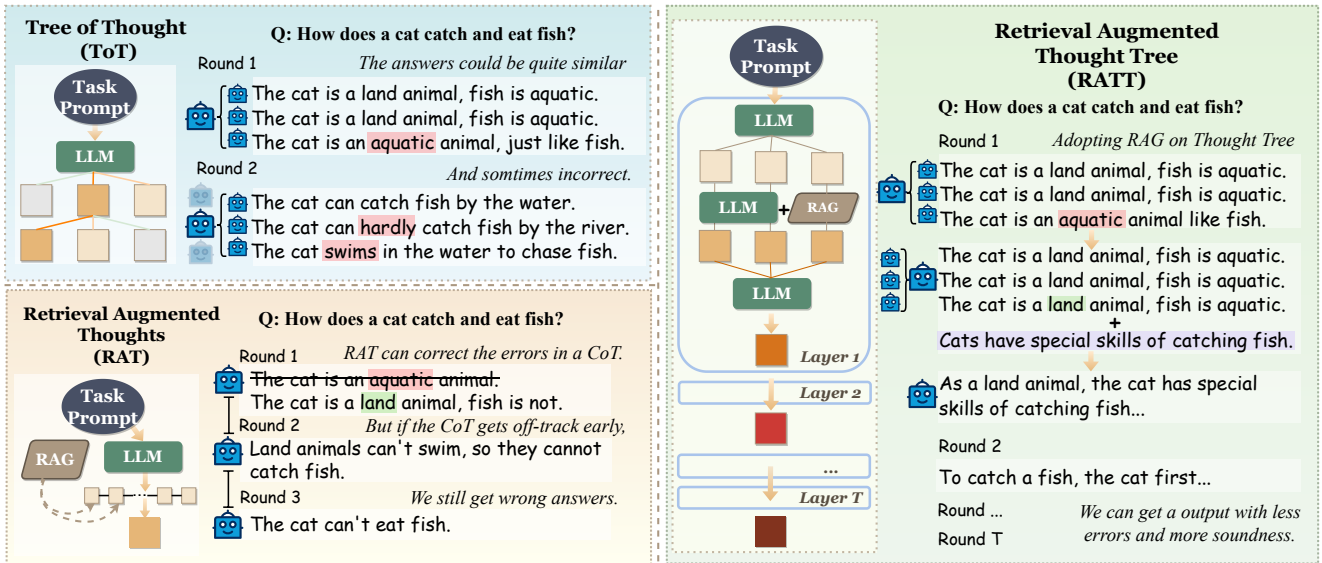 Tree of Thought
(ToT)
Task
Prompt
LLM
Q: How does a cat catch and eat fish?
Round 1
The answers could be quite similar
The cat is a land animal, fish is aquatic.
The cat is a land animal, fish is aquatic.
The cat is an aquatic animal, just like fish.
Round 2
And somtimes incorrect.
The cat can catch fish by the water.
The cat can hardly catch fish by the river.
The cat swims in the water to chase fish.
Retrieval Augmented
Thoughts
(RAT)
Task
Prompt
RAG
LLM
...
Q: How does a cat catch and eat fish?
Round 1
RAT can correct the errors in a CoT.
The cat is an aquatic animal.
The cat is a land animal, fish is not.
Round 2
But if the CoT gets off-track early,
Land animals can't swim, so they cannot
catch fish.
Round 3
We still get wrong answers.
The cat can't eat fish.
Task
Prompt
LLM
LLM
+
RAG
LLM
Layer 1
Layer 2
...
Layer T
Retrieval Augmented
Thought Tree
(RATT)
Q: How does a cat catch and eat fish?
Round 1
Adopting RAG on Thought Tree
The cat is a land animal, fish is aquatic.
The cat is a land animal, fish is aquatic.
The cat is an aquatic animal like fish.
The cat is a land animal, fish is aquatic.
The cat is a land animal, fish is aquatic.
The cat is a land animal, fish is aquatic.
+
Cats have special skills of catching fish.
As a land animal, the cat has special
skills of catching fish...
Round 2
To catch a fish, the cat first...
Round ...
Round T
We can get a output with less
errors and more soundness.